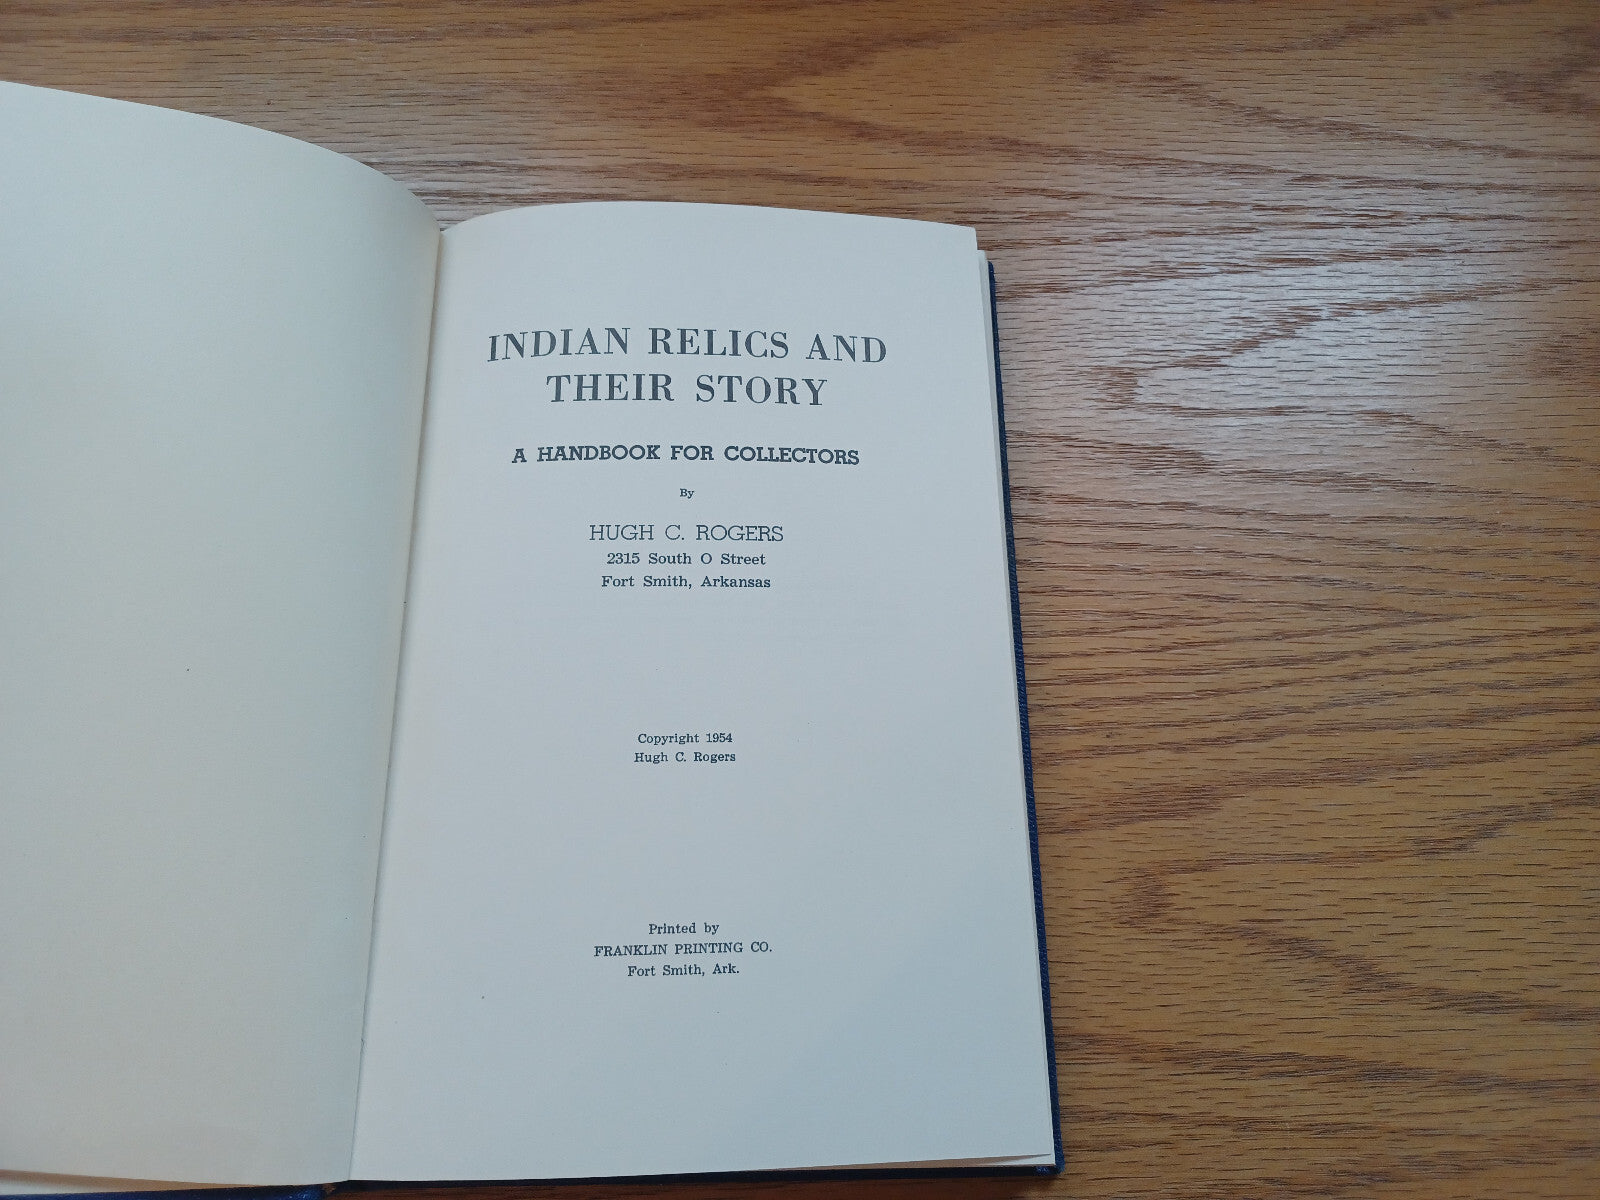 INDIAN RELICS AND
THEIR STORY
A HANDBOOK FOR COLLECTORS
By
HUGH C. ROGERS
2315 South O Street
Fort Smith, Arkansas
Copyright 1954
Hugh C. Rogers
Printed by
FRANKLIN PRINTING CO.
Fort Smith, Ark.